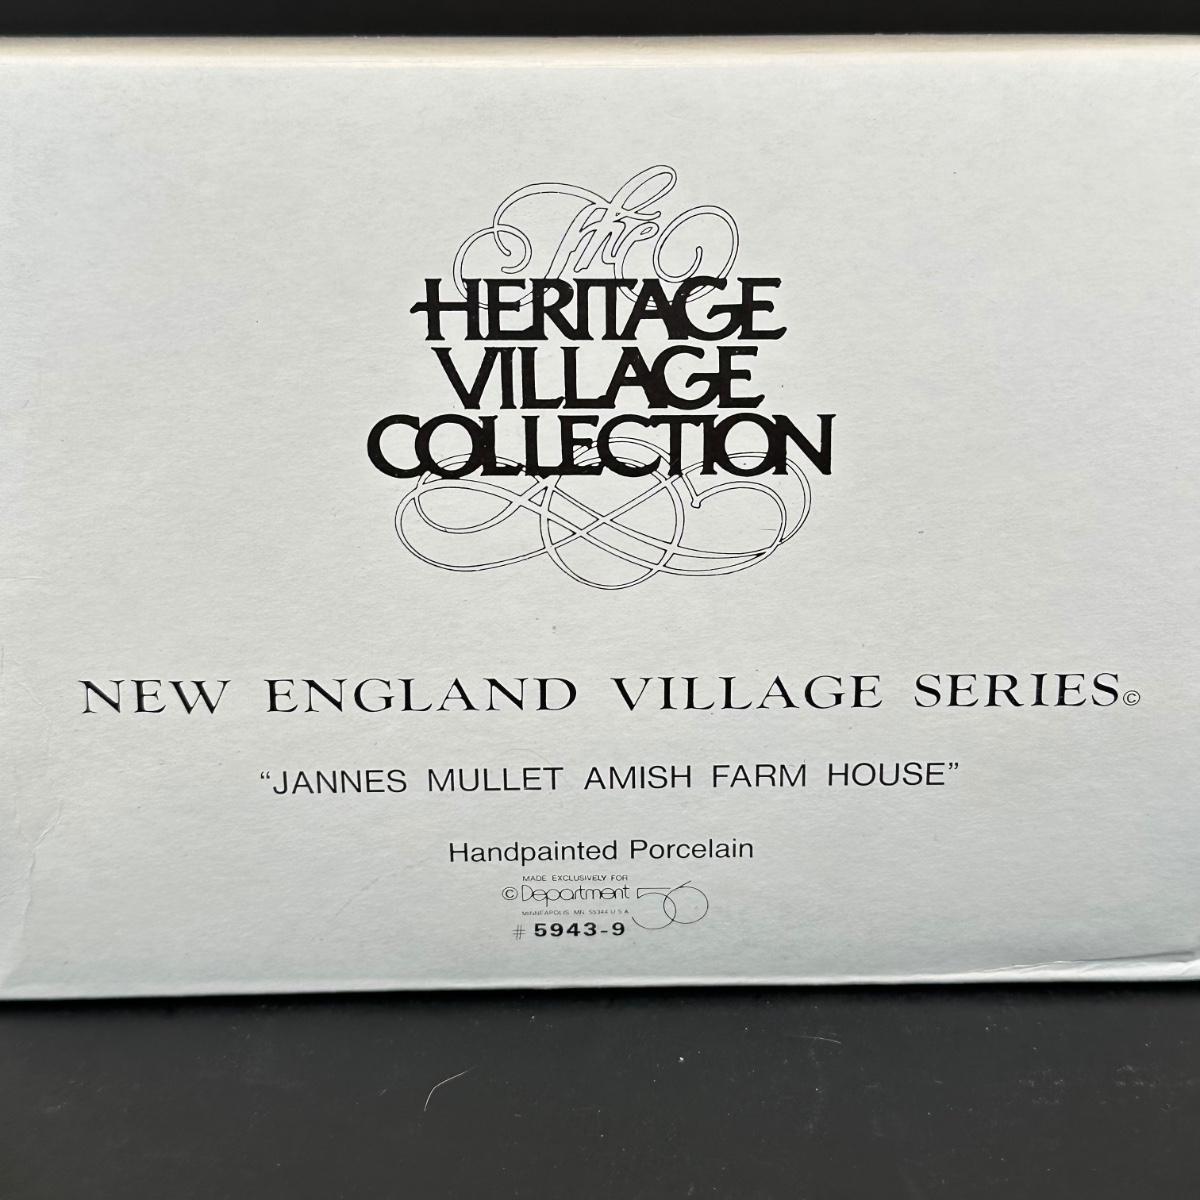 The
HERITAGE
VILLAGE
COLLECTION
NEW ENGLAND VILLAGE SERIES©
“JANNES MULLET AMISH FARM HOUSE”
Handpainted Porcelain
MADE EXCLUSIVELY FOR
© Department 56
MINNEAPOLIS MN 55344 U S A
# 5943-9